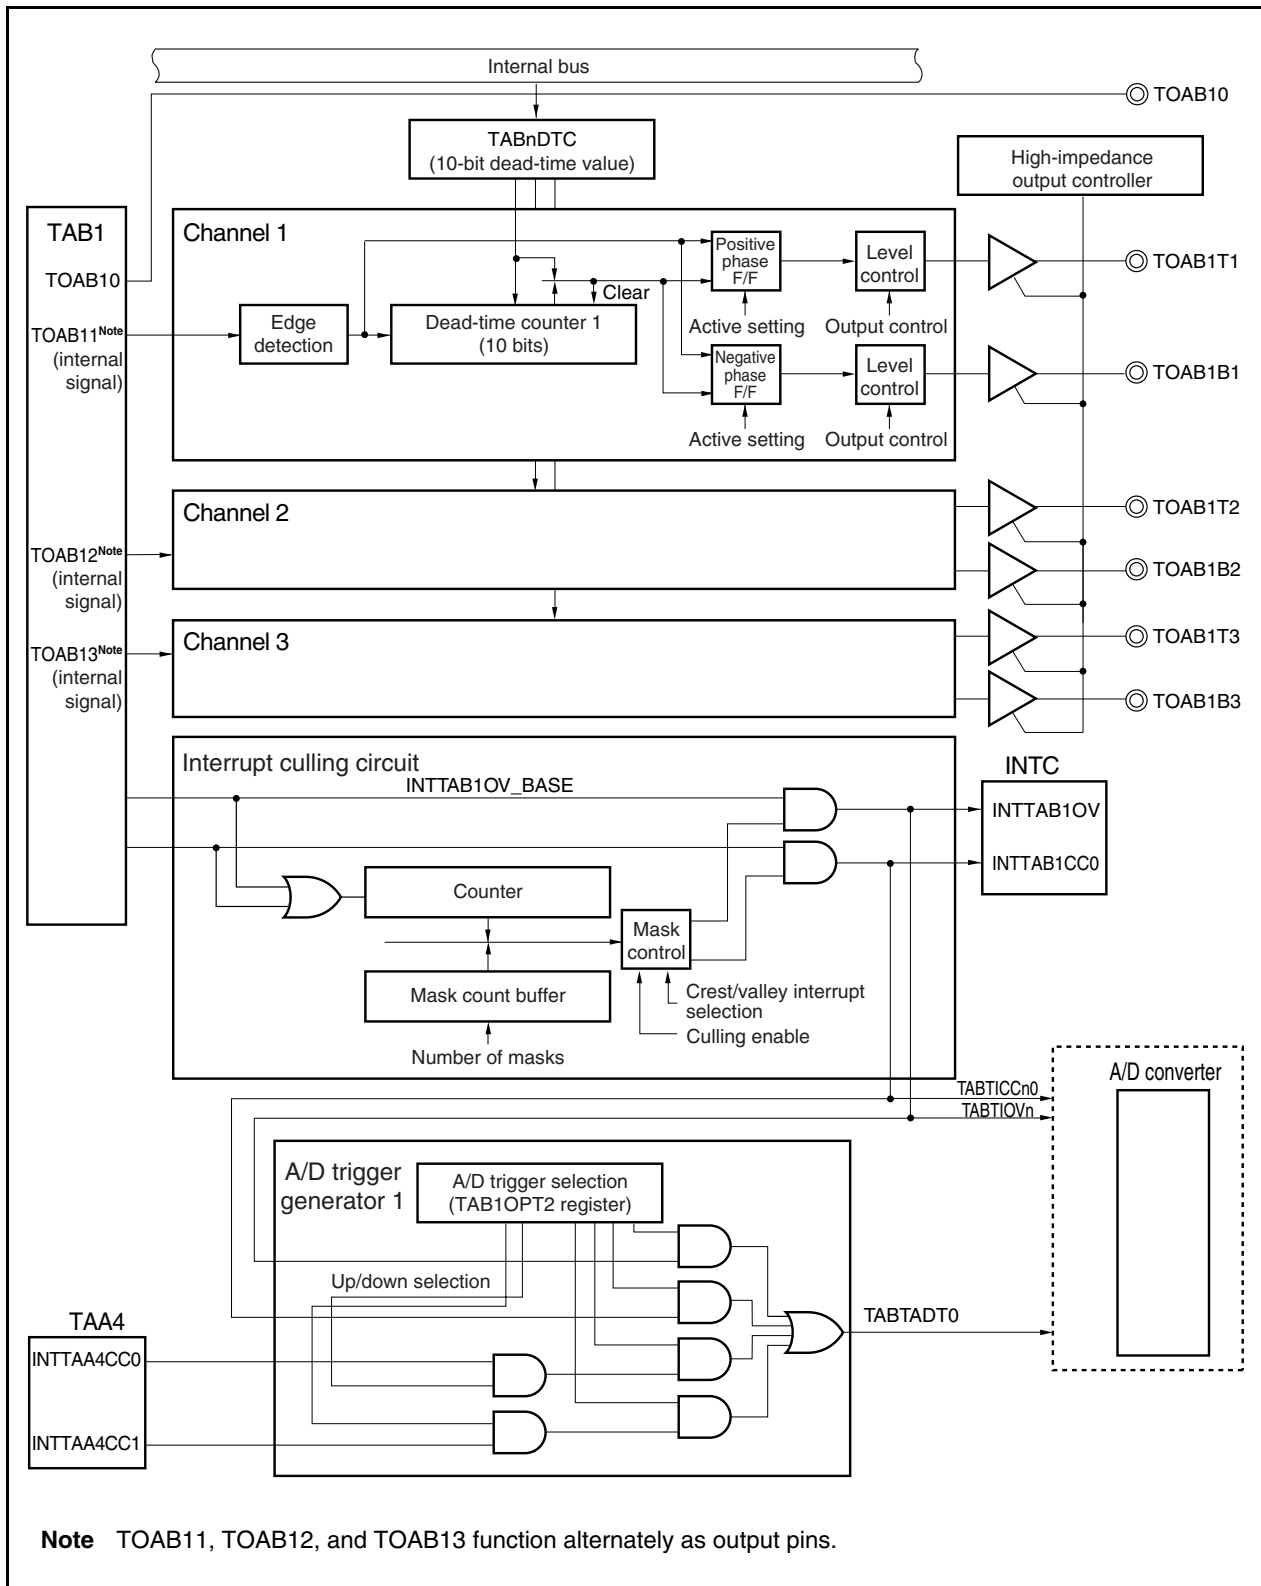 Internal bus
TOAB10
TABnDTC
(10-bit dead-time value)
High-impedance
output controller
TAB1
TOAB10
TOAB11Note
(internal
signal)
TOAB12Note
(internal
signal)
TOAB13Note
(internal
signal)
Channel 1
Edge
detection
Dead-time counter 1
(10 bits)
Clear
Positive
phase
F/F
Level
control
Active setting
Output control
Negative
phase
F/F
Level
control
Active setting
Output control
TOAB1T1
TOAB1B1
Channel 2
TOAB1T2
TOAB1B2
Channel 3
TOAB1T3
TOAB1B3
Interrupt culling circuit
INTTAB1OV_BASE
Counter
Mask count buffer
Number of masks
Mask
control
Crest/valley interrupt
selection
Culling enable
INTC
INTTAB1OV
INTTAB1CC0
TABTICCn0
TABTIOVn
A/D converter
A/D trigger
generator 1
A/D trigger selection
(TAB1OPT2 register)
Up/down selection
TABTADT0
TAA4
INTTAA4CC0
INTTAA4CC1
Note TOAB11, TOAB12, and TOAB13 function alternately as output pins.